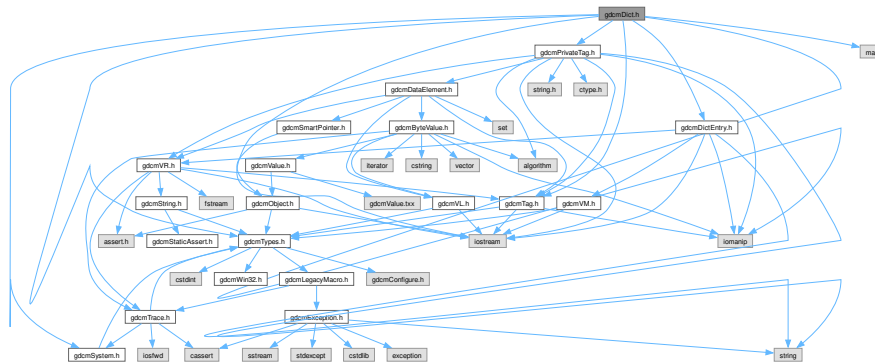 gdcmDict.h
gdcmPrivateTag.h
ma
gdcmDataElement.h
string.h
ctype.h
gdcmSmartPointer.h
gdcmByteValue.h
set
gdcmDictEntry.h
gdcmVR.h
gdcmValue.h
iterator
cstring
vector
algorithm
gdcmString.h
fstream
gdcmObject.h
gdcmValue.txx
gdcmVL.h
gdcmTag.h
gdcmVM.h
assert.h
gdcmStaticAssert.h
gdcmTypes.h
iostream
iomanip
cstdint
gdcmWin32.h
gdcmLegacyMacro.h
gdcmConfigure.h
gdcmTrace.h
gdcmException.h
gdcmSystem.h
iosfwd
cassert
sstream
stdexcept
cstdlib
exception
string